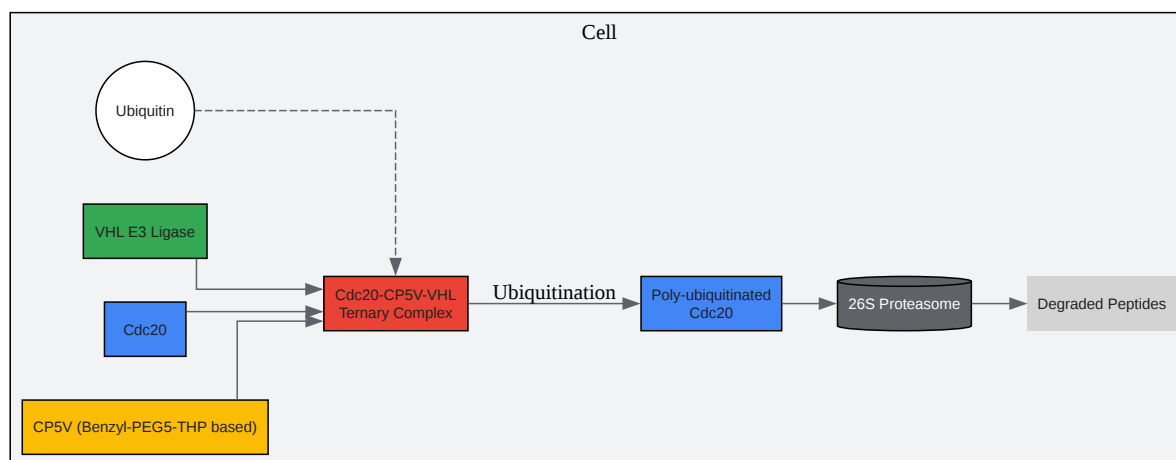 Cell
Ubiquitin
VHL E3 Ligase
Cdc20
CP5V (Benzyl-PEG5-THP based)
Cdc20-CP5V-VHL
Ternary Complex
Ubiquitination
Poly-ubiquitinated
Cdc20
26S Proteasome
Degraded Peptides